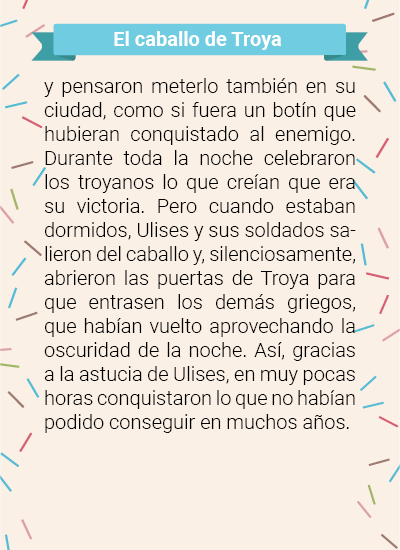 El caballo de Troya
y pensaron meterlo también en su
ciudad, como si fuera un botín que
hubieran conquistado al enemigo.
Durante toda la noche celebraron
los troyanos lo que creían que era
su victoria. Pero cuando estaban
dormidos, Ulises y sus soldados sa-
lieron del caballo y, silenciosamente,
abrieron las puertas de Troya para
que entrasen los demás griegos,
que habían vuelto aprovechando la
oscuridad de la noche. Así, gracias
a la astucia de Ulises, en muy pocas
horas conquistaron lo que no habían
podido conseguir en muchos años.